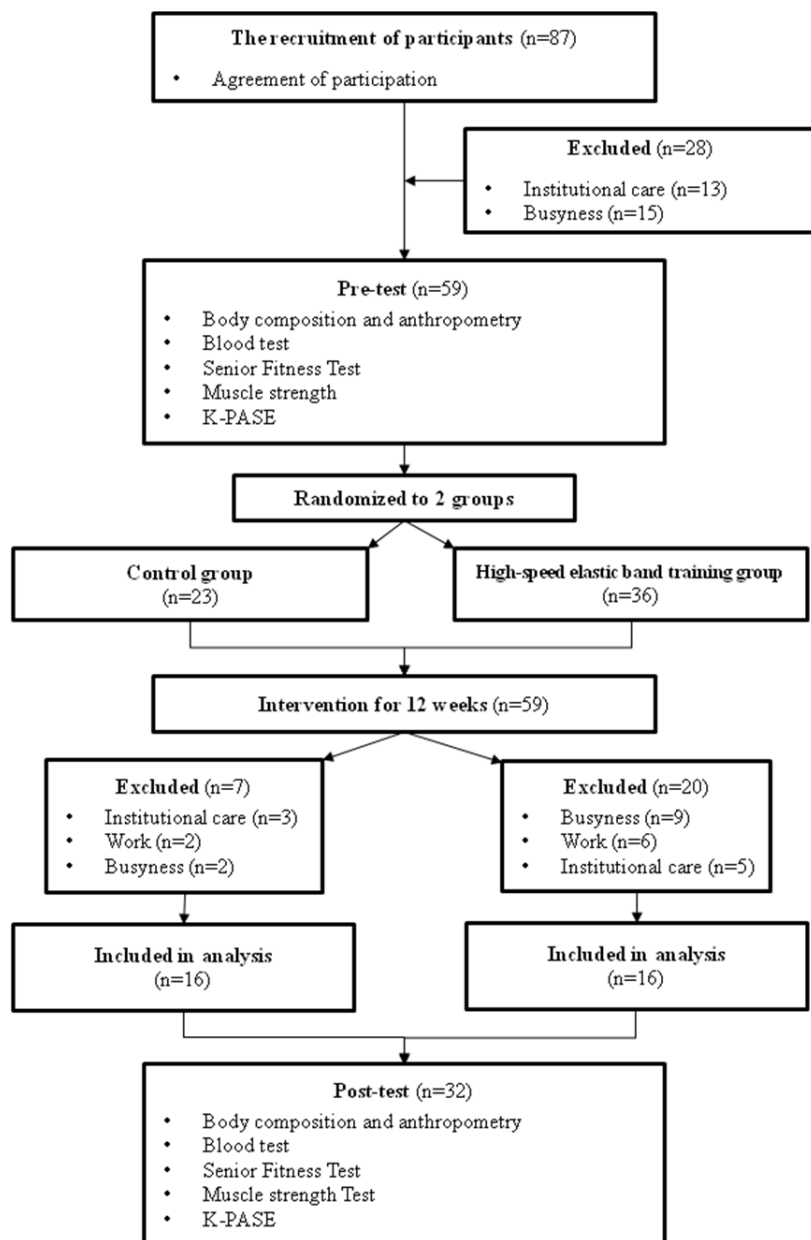 The recruitment of participants (n=87)
• Agreement of participation
Excluded (n=28)
• Institutional care (n=13)
• Busyness (n=15)
Pre-test (n=59)
• Body composition and anthropometry
• Blood test
• Senior Fitness Test
• Muscle strength
• K-PASE
Randomized to 2 groups
Control group
(n=23)
High-speed elastic band training group
(n=36)
Intervention for 12 weeks (n=59)
Excluded (n=7)
• Institutional care (n=3)
• Work (n=2)
• Busyness (n=2)
Excluded (n=20)
• Busyness (n=9)
• Work (n=6)
• Institutional care (n=5)
Included in analysis
(n=16)
Included in analysis
(n=16)
Post-test (n=32)
• Body composition and anthropometry
• Blood test
• Senior Fitness Test
• Muscle strength Test
• K-PASE